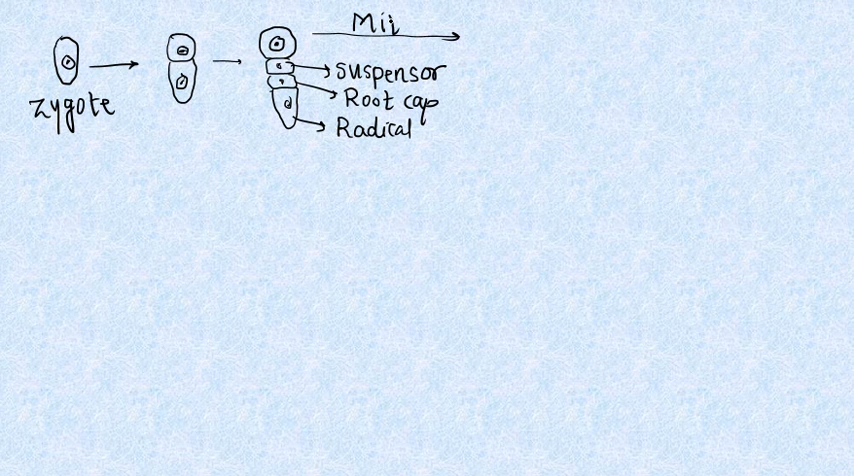 Mit
suspensor
Root cap
zygote
Radical